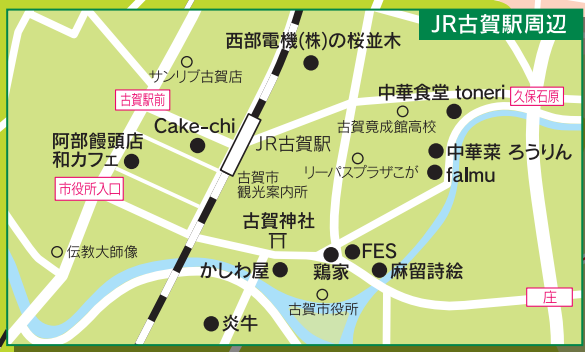 JR古賀駅周辺
西部電機(株)の桜並木
サンリブ古賀店
古賀駅前
中華食堂 toneri
久保石原
Cake-chi
古賀竟成館高校
JR古賀駅
阿部饅頭店
和カフェ
中華菜 ろうりん
リーパスプラザこが
falmu
古賀市
観光案内所
市役所入口
古賀神社
伝教大師像
FES
かしわ屋
鶏家
麻留詩絵
古賀市役所
庄
炎牛